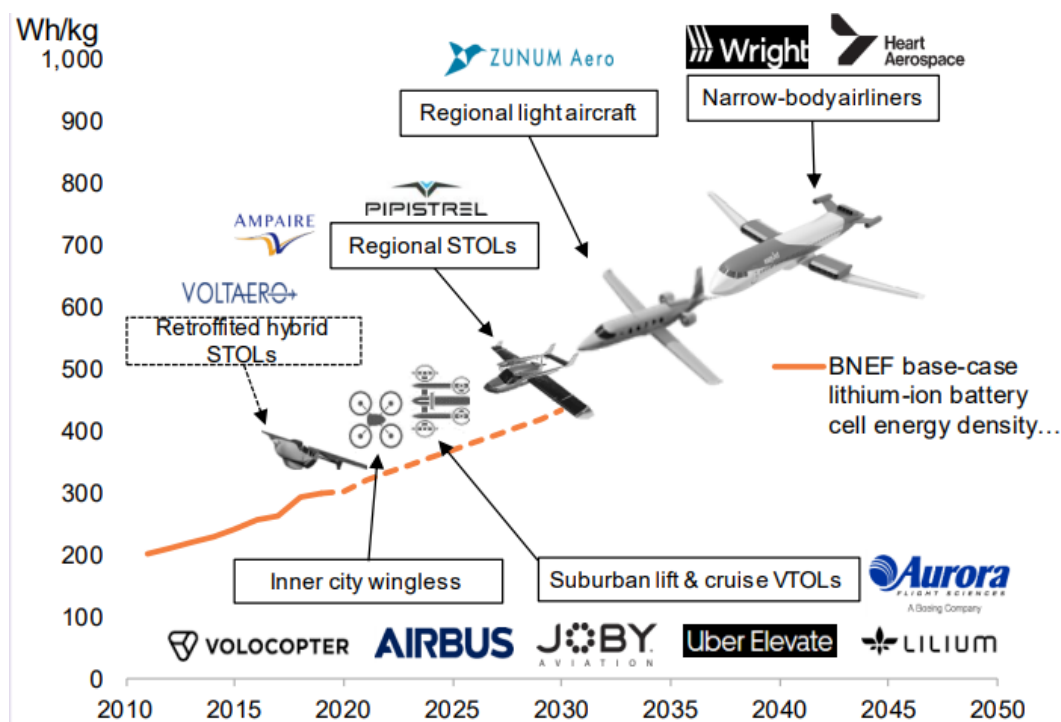 Wh/kg
1,000
900
800
700
600
500
400
300
200
100
0
2010 2015 2020 2025 2030 2035 2040 2045 2050
ZUNUM Aero
Wright
Heart
Aerospace
Regional light aircraft
Narrow-bodyairliners
AMPAIRE
PIPISTREL
Regional STOLs
VOLTAERO
Retroffited hybrid
STOLs
BNEF base-case
lithium-ion battery
cell energy density…
Inner city wingless
Suburban lift & cruise VTOLs
Aurora
FLIGHT SCIENCES
A Boeing Company
VOLOCOPTER
AIRBUS
JOBY
AVIATION
Uber Elevate
LILIUM